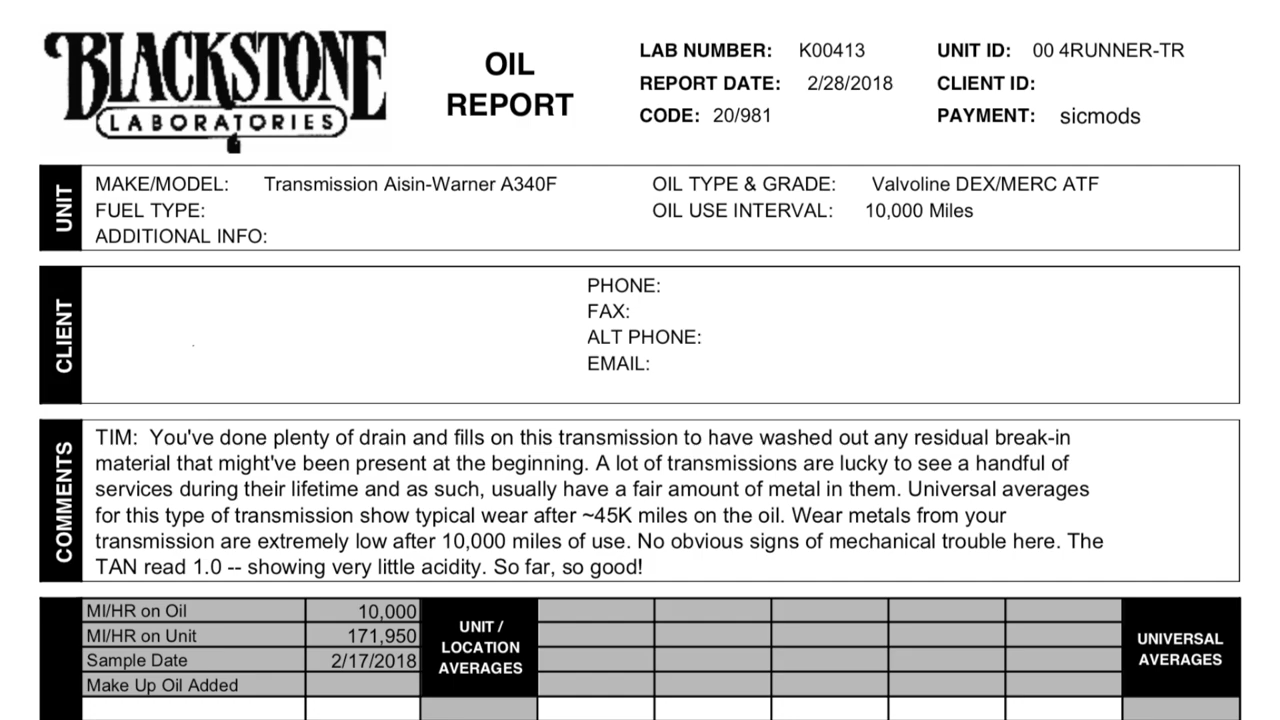 BLACKSTONE
LABORATORIES
OIL
REPORT
LAB NUMBER: K00413
REPORT DATE: 2/28/2018
CODE: 20/981
UNIT ID: 00 4RUNNER-TR
CLIENT ID:
PAYMENT: sicmods
UNIT
MAKE/MODEL: Transmission Aisin-Warner A340F
FUEL TYPE:
ADDITIONAL INFO:
OIL TYPE & GRADE: Valvoline DEX/MERC ATF
OIL USE INTERVAL: 10,000 Miles
CLIENT
PHONE:
FAX:
ALT PHONE:
EMAIL:
COMMENTS
TIM: You've done plenty of drain and fills on this transmission to have washed out any residual break-in
material that might've been present at the beginning. A lot of transmissions are lucky to see a handful of
services during their lifetime and as such, usually have a fair amount of metal in them. Universal averages
for this type of transmission show typical wear after ~45K miles on the oil. Wear metals from your
transmission are extremely low after 10,000 miles of use. No obvious signs of mechanical trouble here. The
TAN read 1.0 -- showing very little acidity. So far, so good!
MI/HR on Oil 10,000
MI/HR on Unit 171,950
Sample Date 2/17/2018
Make Up Oil Added
UNIT /
LOCATION
AVERAGES
UNIVERSAL
AVERAGES